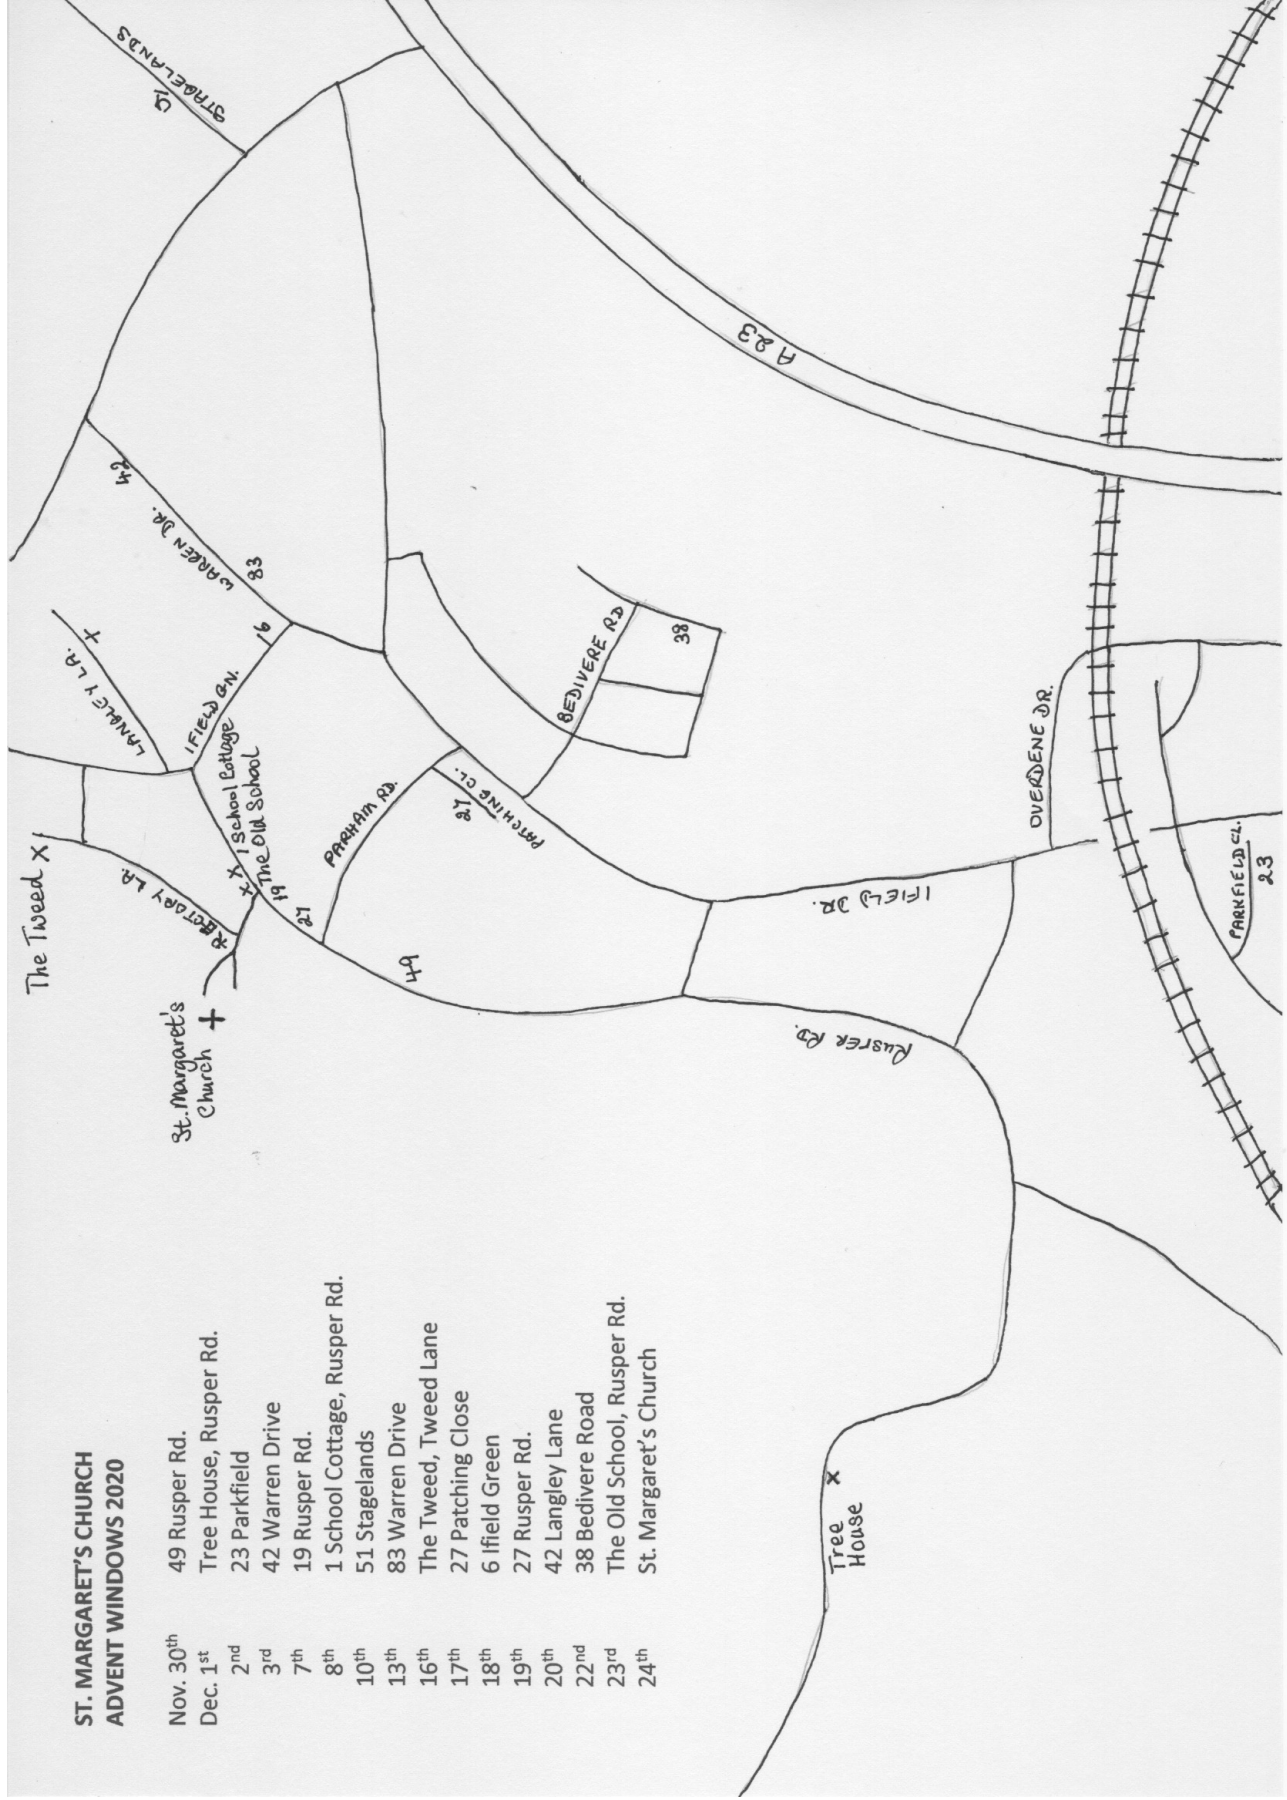 ST. MARGARET'S CHURCH
ADVENT WINDOWS 2020
Nov. 30th 49 Rusper Rd.
Dec. 1st Tree House, Rusper Rd.
2nd 23 Parkfield
3rd 42 Warren Drive
7th 19 Rusper Rd.
8th 1 School Cottage, Rusper Rd.
10th 51 Stagelands
13th 83 Warren Drive
16th The Tweed, Tweed Lane
17th 27 Patching Close
18th 6 Ifield Green
19th 27 Rusper Rd.
20th 42 Langley Lane
22nd 38 Bedivere Road
23rd The Old School, Rusper Rd.
24th St. Margaret's Church
The Tweed X
St. Margaret's
Church +
RECTORY LA.
LANGLEY LA. X
IFIELD GN.
6
WARREN DR.
42
83
STAGELANDS
51
X 1 School Cottage
X The Old School
19
27
49
PARHAM RD.
27
PATCHING CL.
BEDIVERE RD
38
A23
IFIELD DR.
RUSPER RD.
OVERDENE DR.
PARKFIELD CL.
23
Tree
House
X